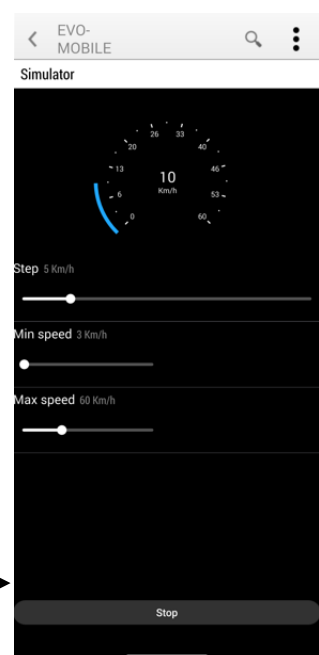 EVO-
MOBILE
Simulator
26 33
20 40
13 46
10
Km/h
6 53
0 60
Step 5 Km/h
Min speed 3 Km/h
Max speed 60 Km/h
Stop